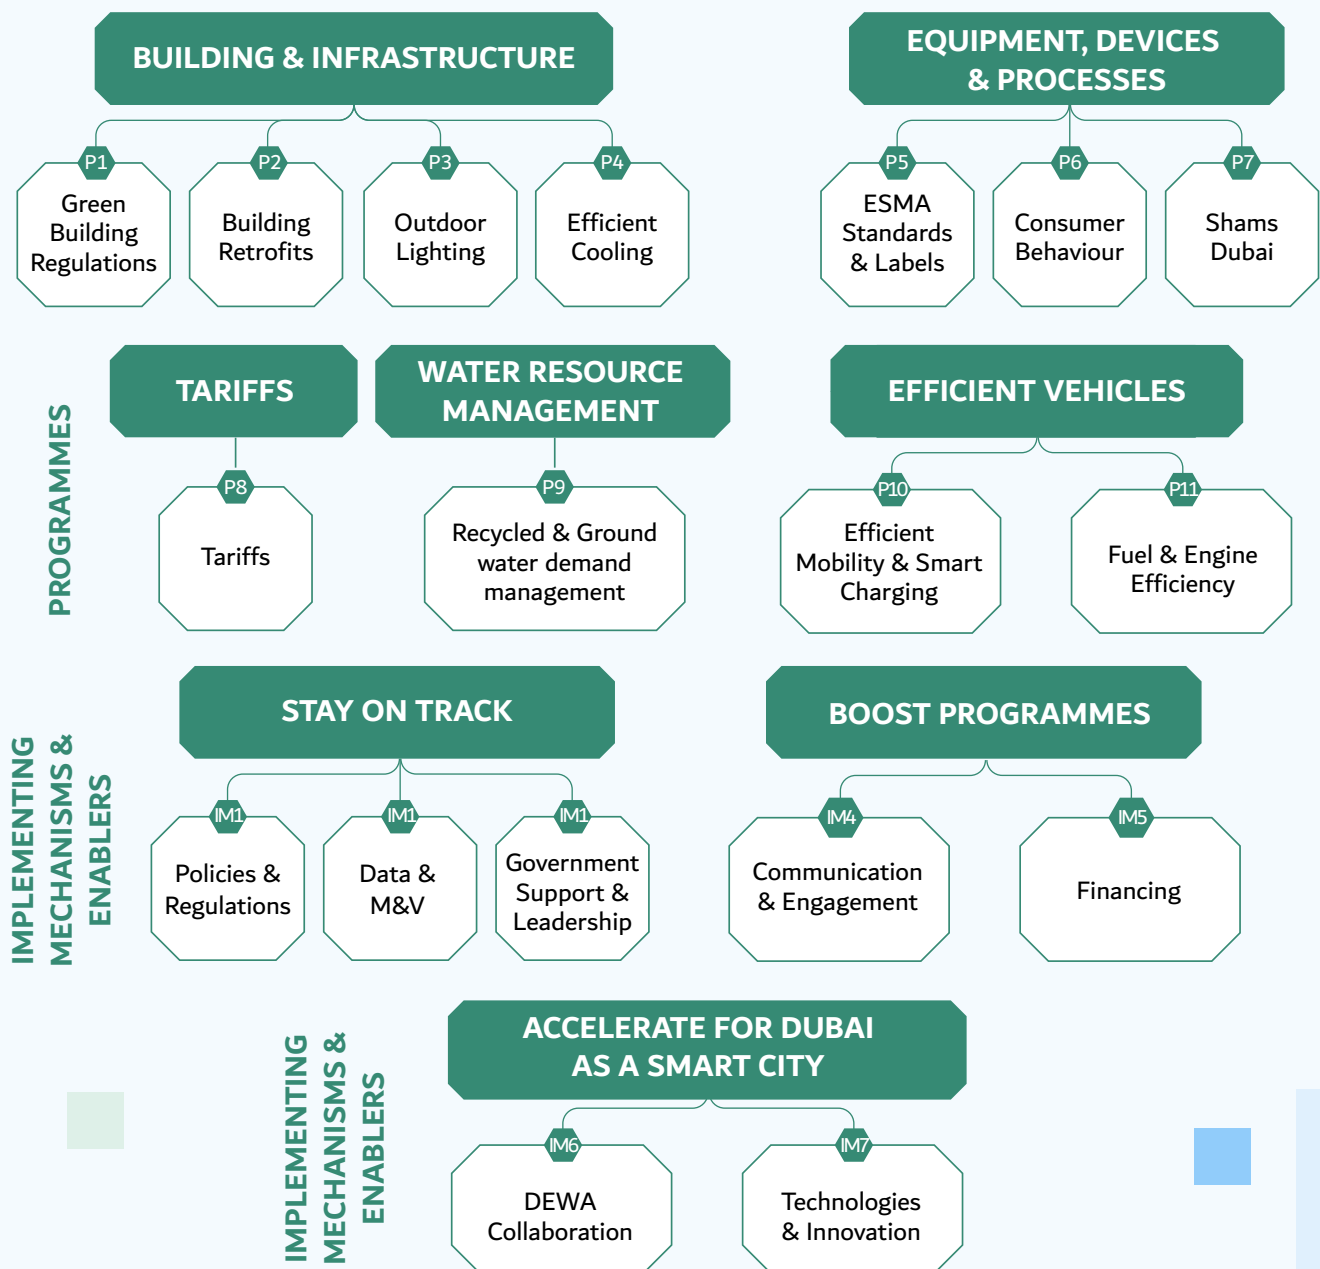 BUILDING & INFRASTRUCTURE
P1
Green
Building
Regulations
P2
Building
Retrofits
P3
Outdoor
Lighting
P4
Efficient
Cooling
EQUIPMENT, DEVICES
& PROCESSES
P5
ESMA
Standards
& Labels
P6
Consumer
Behaviour
P7
Shams
Dubai
PROGRAMMES
TARIFFS
P8
Tariffs
WATER RESOURCE
MANAGEMENT
P9
Recycled & Ground
water demand
management
EFFICIENT VEHICLES
P10
Efficient
Mobility & Smart
Charging
P11
Fuel & Engine
Efficiency
IMPLEMENTING
MECHANISMS &
ENABLERS
STAY ON TRACK
IM1
Policies &
Regulations
IM1
Data &
M&V
IM1
Government
Support &
Leadership
BOOST PROGRAMMES
IM4
Communication
& Engagement
IM5
Financing
IMPLEMENTING
MECHANISMS &
ENABLERS
ACCELERATE FOR DUBAI
AS A SMART CITY
IM6
DEWA
Collaboration
IM7
Technologies
& Innovation